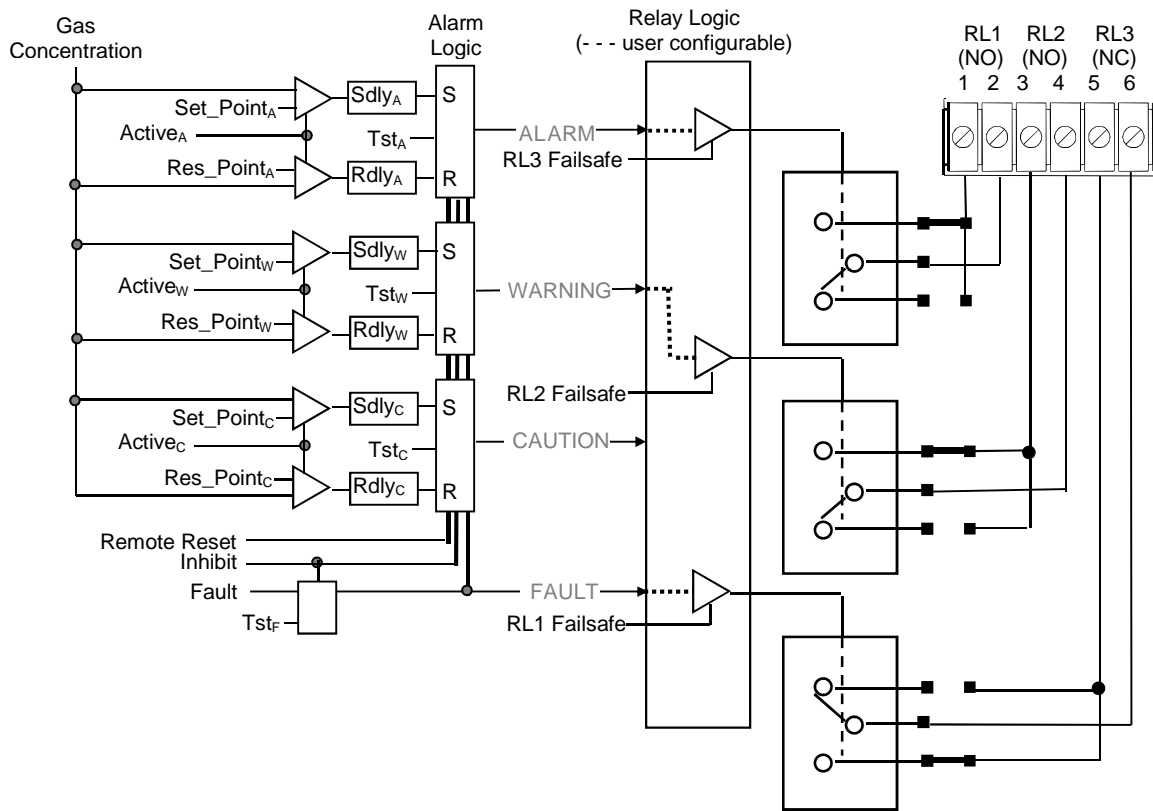 Gas
Concentration
Alarm
Logic
Relay Logic
(- - - user configurable)
RL1 RL2 RL3
(NO) (NO) (NC)
1 2 3 4 5 6
Set_PointA
SdlyA
S
ActiveA
TstA
ALARM
RL3 Failsafe
Res_PointA
RdlyA
R
Set_PointW
SdlyW
S
ActiveW
TstW
WARNING
Res_PointW
RdlyW
R
RL2 Failsafe
Set_PointC
SdlyC
S
ActiveC
TstC
CAUTION
Res_PointC
RdlyC
R
Remote Reset
Inhibit
Fault
FAULT
TstF
RL1 Failsafe